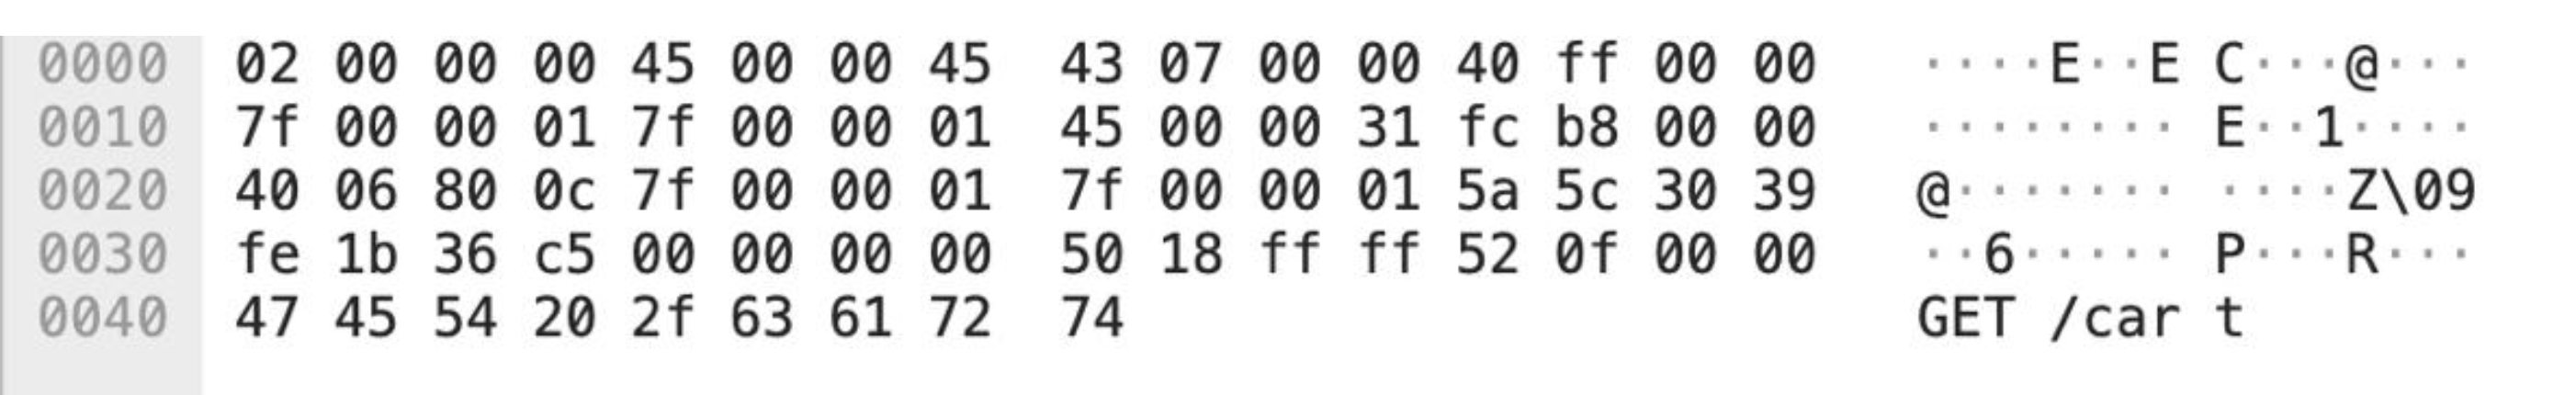 0000 02 00 00 00 45 00 00 45 43 07 00 00 40 ff 00 00 ····E··E C···@···
0010 7f 00 00 01 7f 00 00 01 45 00 00 31 fc b8 00 00 ········ E··1····
0020 40 06 80 0c 7f 00 00 01 7f 00 00 01 5a 5c 30 39 @······· ····Z\09
0030 fe 1b 36 c5 00 00 00 00 50 18 ff ff 52 0f 00 00 ··6····· P···R···
0040 47 45 54 20 2f 63 61 72 74 GET /car t